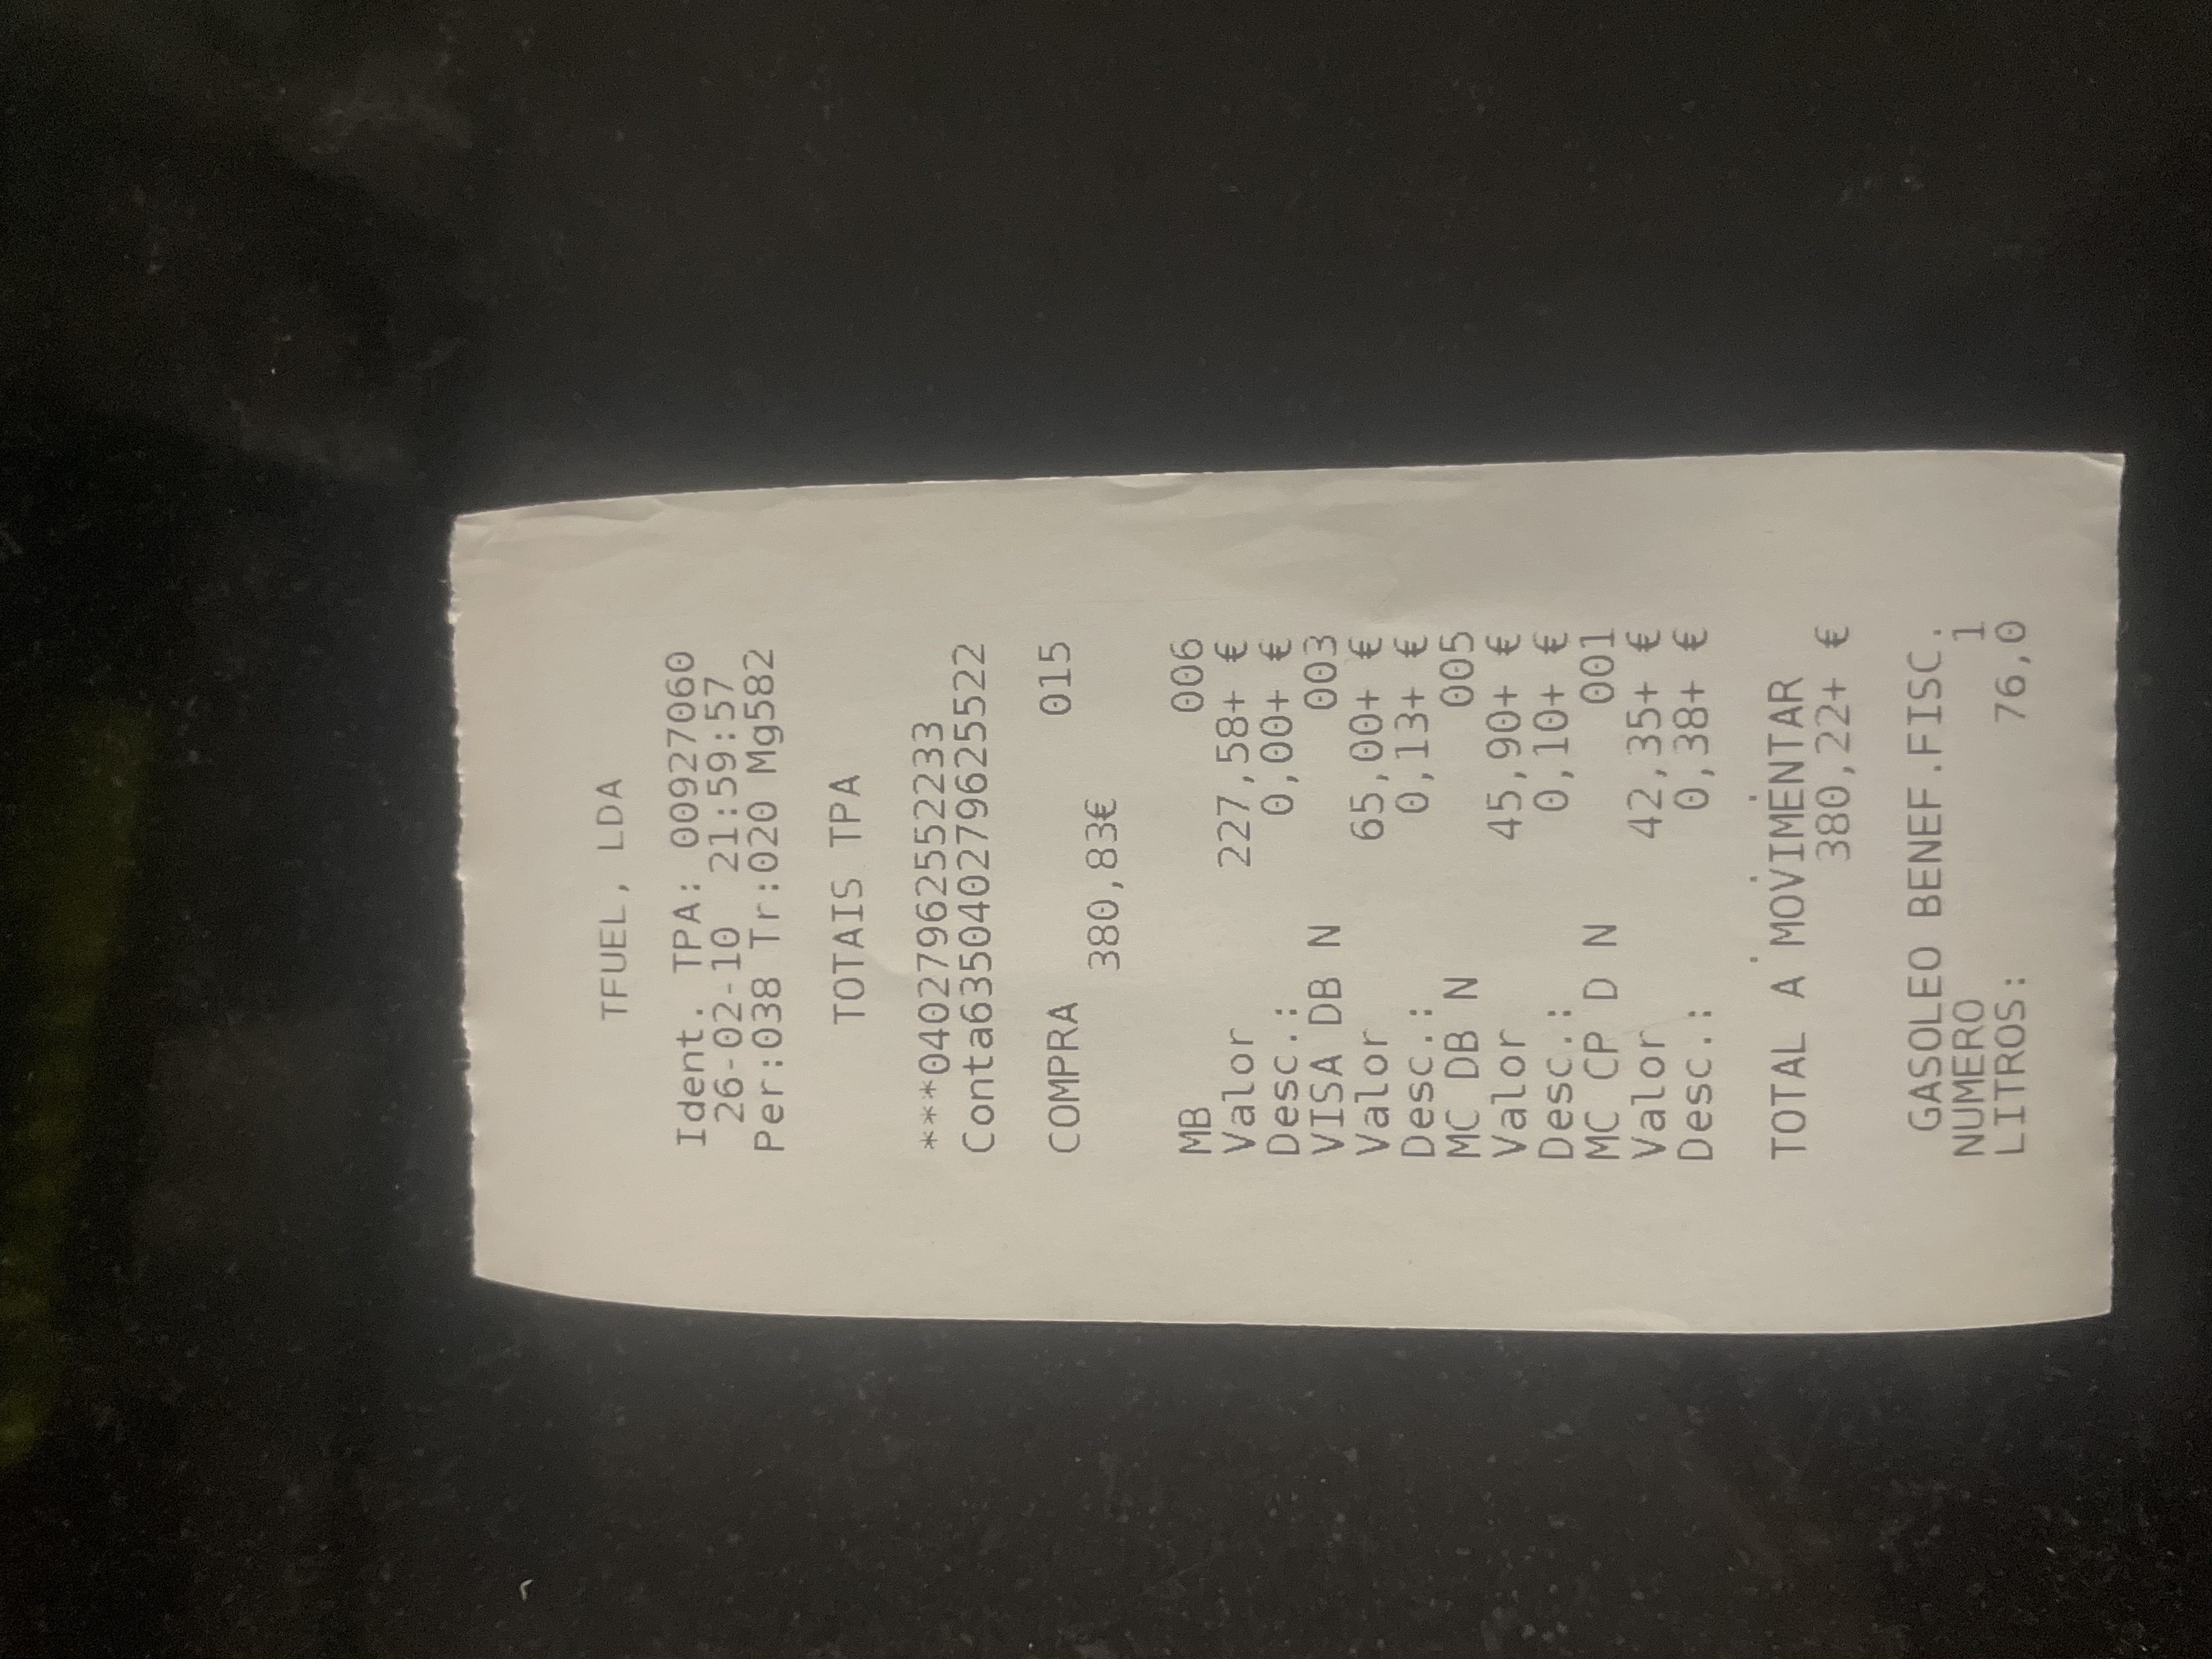 TFUEL, LDA
Ident. TPA: 0092706​0
26-02-10 21:59:57
Per:038 Tr:020 Mg582
TOTAIS TPA
***0402796255​2233
Conta635040279625​5522
COMPRA 015
380,83€
MB 006
Valor 227,58+ €
Desc.: 0,00+ €
VISA DB N 003
Valor 65,00+ €
Desc.: 0,13+ €
MC DB N 005
Valor 45,90+ €
Desc.: 0,10+ €
MC CP D N 001
Valor 42,35+ €
Desc.: 0,38+ €
TOTAL A MOVIMENTAR
380,22+ €
GASOLEO BENEF.FISC.
NUMERO 1
LITROS: 76,0